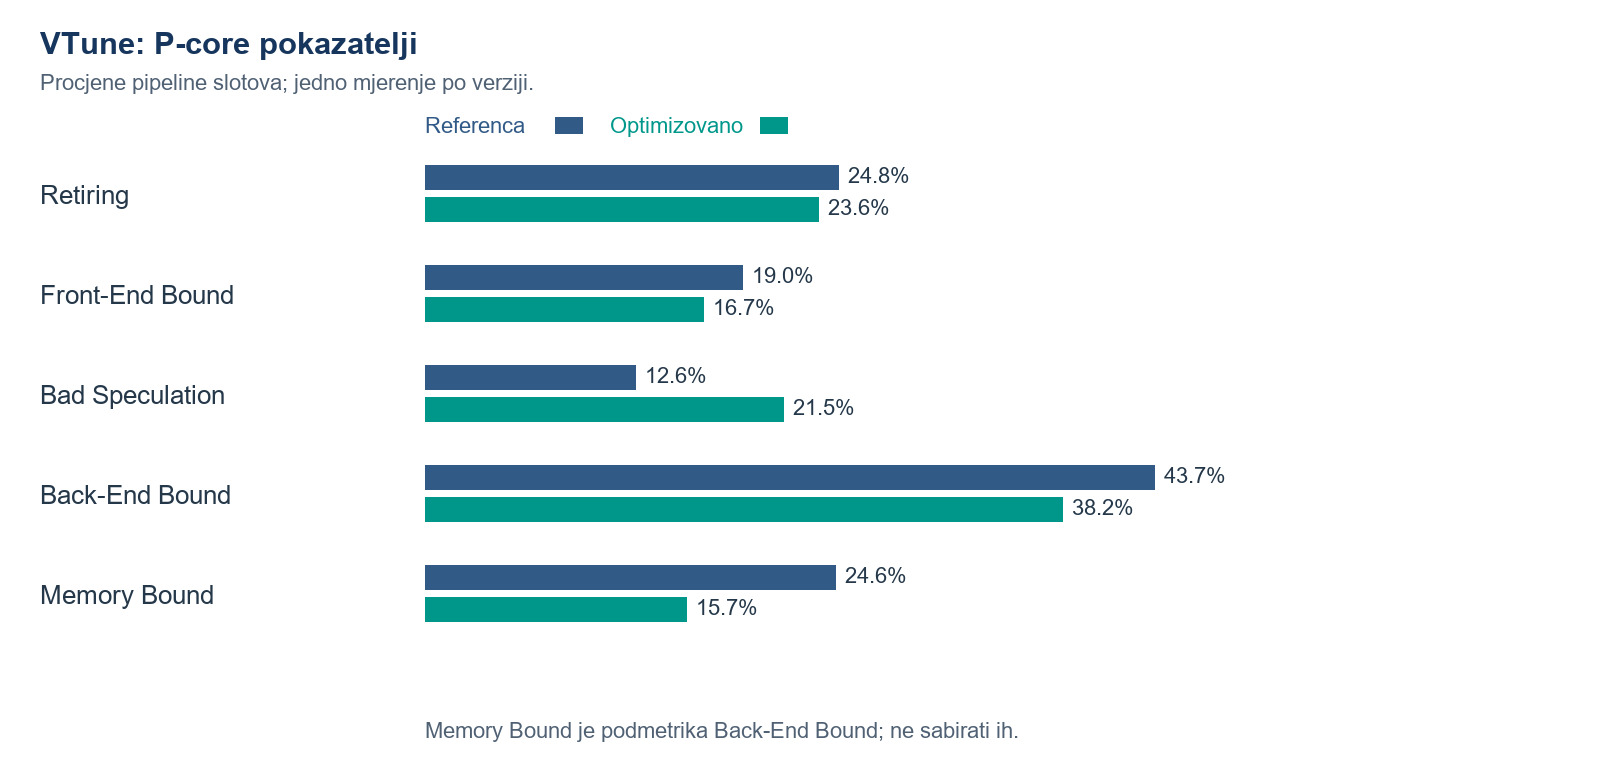 VTune: P-core pokazatelji
Procjene pipeline slotova; jedno mjerenje po verziji.
Referenca Optimizovano
Retiring
24.8%
23.6%
Front-End Bound
19.0%
16.7%
Bad Speculation
12.6%
21.5%
Back-End Bound
43.7%
38.2%
Memory Bound
24.6%
15.7%
Memory Bound je podmetrika Back-End Bound; ne sabirati ih.